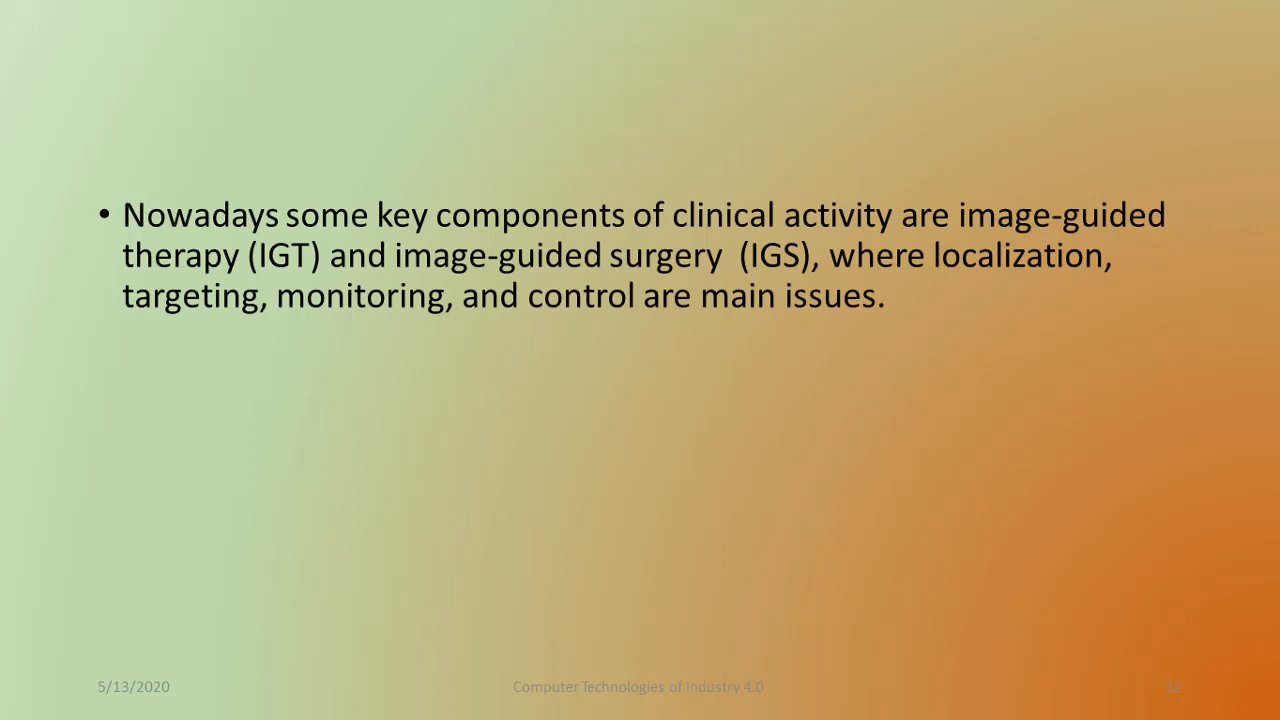 • Nowadays some key components of clinical activity are image-guided
therapy (IGT) and image-guided surgery  (IGS), where localization,
targeting, monitoring, and control are main issues.
5/13/2020
Computer Technologies of Industry 4.0